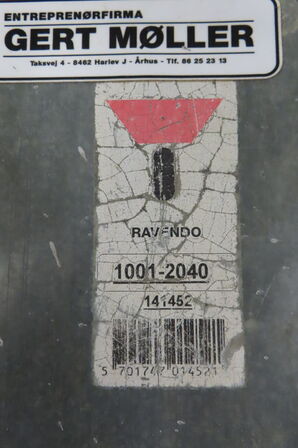 ENTREPRENØRFIRMA
GERT MØLLER
Taksvej 4 - 8462 Harlev J - Århus - Tlf. 86 25 23 13
RAVENDO
1001-2040
141452
5 701747 014521